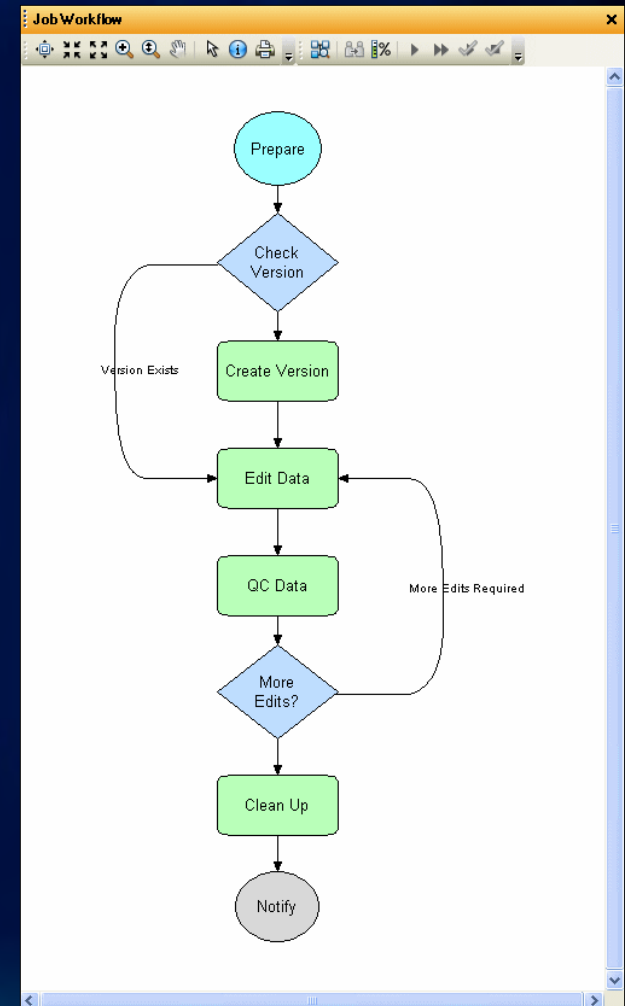 Job Workflow
Prepare
Check
Version
Create Version
Version Exists
Edit Data
QC Data
More Edits Required
More
Edits?
Clean Up
Notify